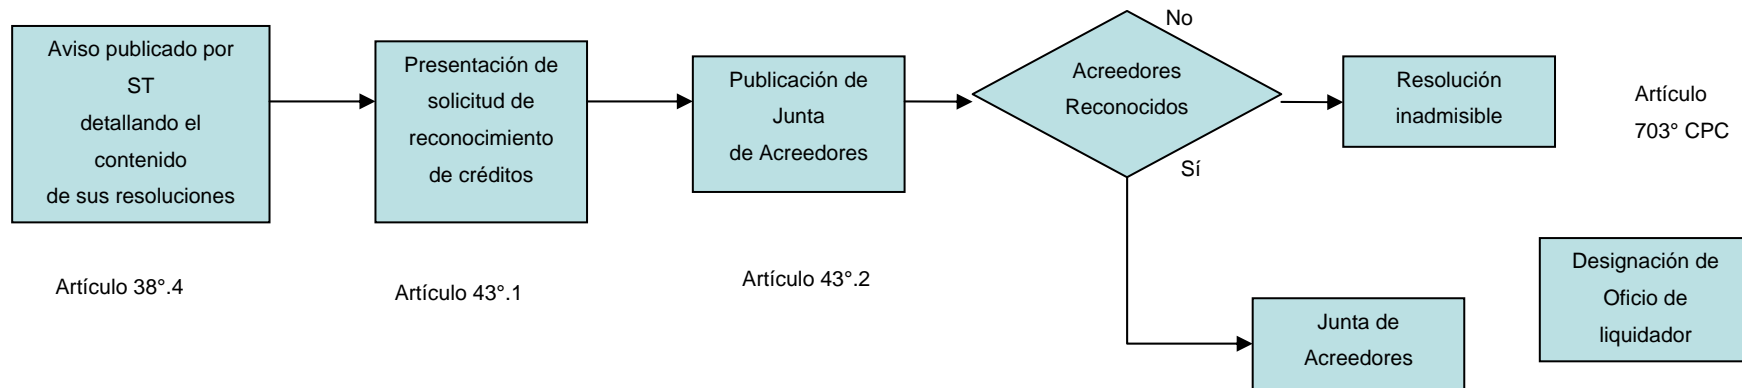 Aviso publicado por
ST
detallando el
contenido
de sus resoluciones
Artículo 38°.4
Presentación de
solicitud de
reconocimiento
de créditos
Artículo 43°.1
Publicación de
Junta
de Acreedores
Artículo 43°.2
Acreedores
Reconocidos
No
Sí
Resolución
inadmisible
Artículo
703° CPC
Junta de
Acreedores
Designación de
Oficio de
liquidador